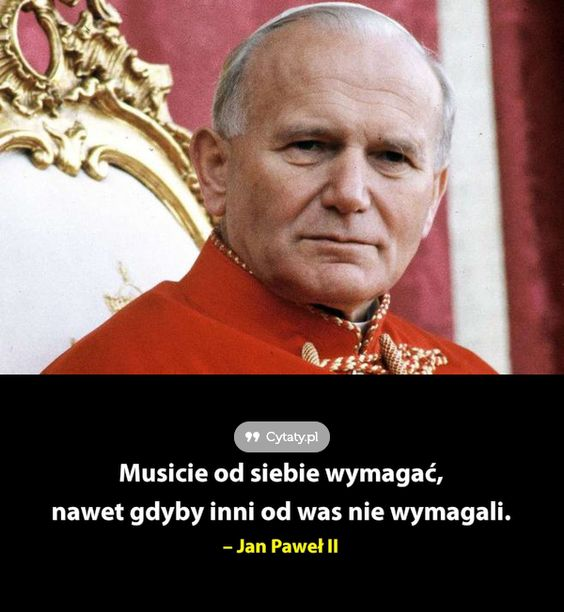 Cytaty.pl
Musicie od siebie wymagać,
nawet gdyby inni od was nie wymagali.
– Jan Paweł II